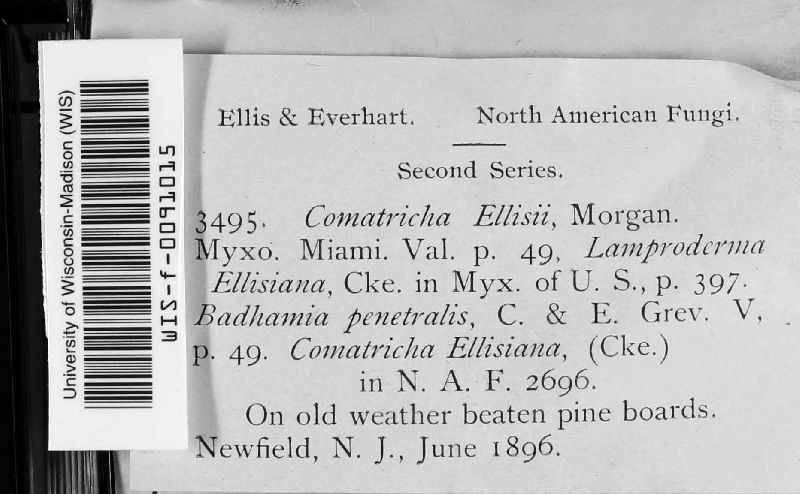 University of Wisconsin-Madison (WIS)
WIS-f-0091015
Ellis & Everhart. North American Fungi.
Second Series.
3495. Comatricha Ellisii, Morgan.
Myxo. Miami. Val. p. 49, Lamproderma
Ellisiana, Cke. in Myx. of U. S., p. 397.
Badhamia penetralis, C. & E. Grev. V,
p. 49. Comatricha Ellisiana, (Cke.)
in N. A. F. 2696.
On old weather beaten pine boards.
Newfield, N. J., June 1896.